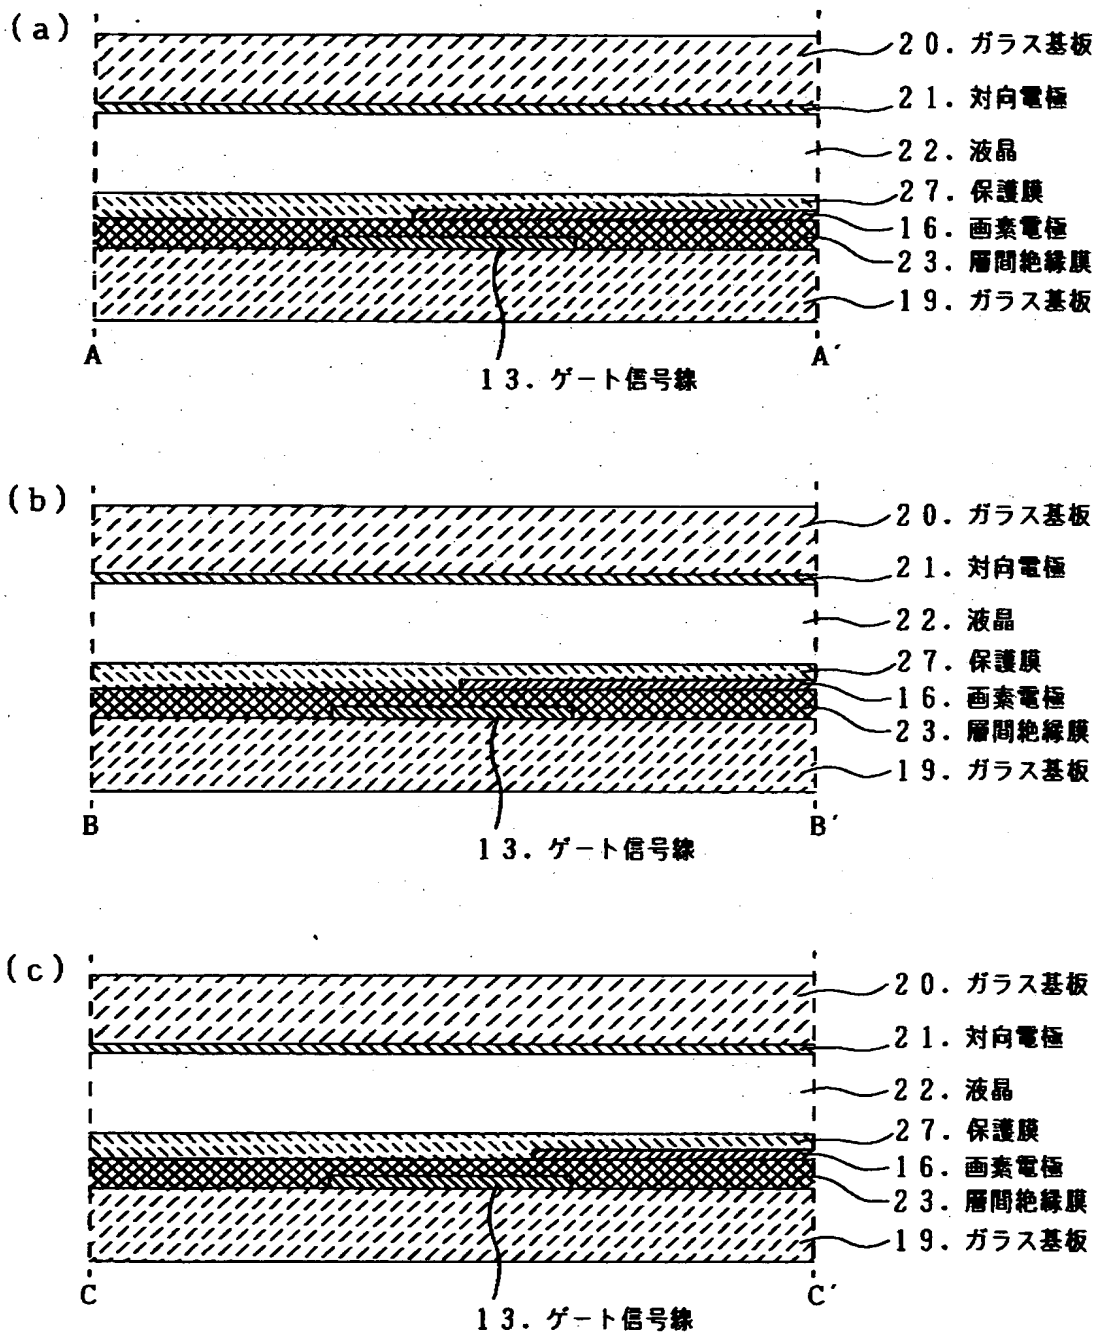 (a)
20. ガラス基板
21. 対向電極
22. 液晶
27. 保護膜
16. 画素電極
23. 層間絶縁膜
19. ガラス基板
A
A´
13. ゲート信号線
(b)
20. ガラス基板
21. 対向電極
22. 液晶
27. 保護膜
16. 画素電極
23. 層間絶縁膜
19. ガラス基板
B
B´
13. ゲート信号線
(c)
20. ガラス基板
21. 対向電極
22. 液晶
27. 保護膜
16. 画素電極
23. 層間絶縁膜
19. ガラス基板
C
C´
13. ゲート信号線